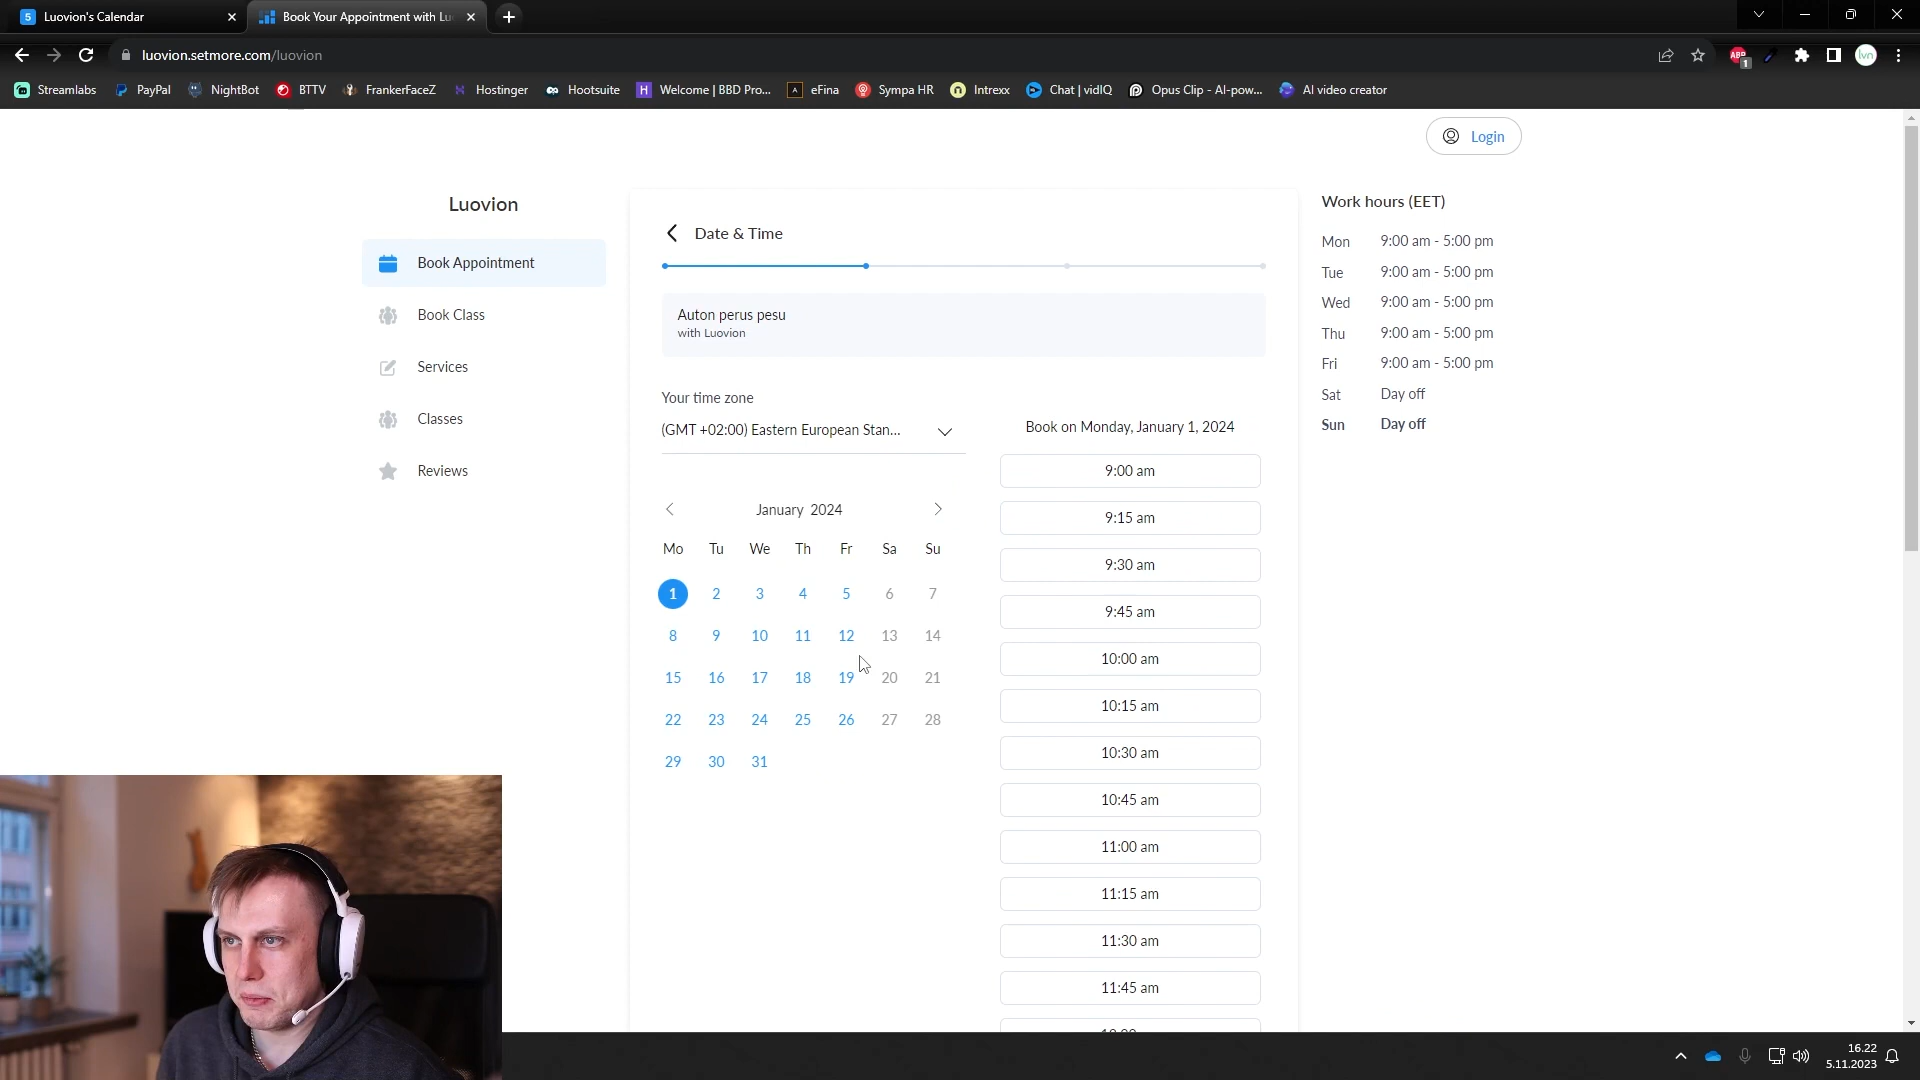 5 Luovion's Calendar
Book Your Appointment with Lu
luovion.setmore.com/luovion
ABP 1
lvn
Streamlabs PayPal NightBot BTTV FrankerFaceZ Hostinger Hootsuite H Welcome | BBD Pro... A eFina Sympa HR Intrexx Chat | vidIQ Opus Clip - AI-pow... AI video creator
Login
Luovion
Book Appointment
Book Class
Services
Classes
Reviews
Date & Time
Auton perus pesu
with Luovion
Your time zone
(GMT +02:00) Eastern European Stan...
January 2024
Mo Tu We Th Fr Sa Su
1 2 3 4 5 6 7
8 9 10 11 12 13 14
15 16 17 18 19 20 21
22 23 24 25 26 27 28
29 30 31
Book on Monday, January 1, 2024
9:00 am
9:15 am
9:30 am
9:45 am
10:00 am
10:15 am
10:30 am
10:45 am
11:00 am
11:15 am
11:30 am
11:45 am
Work hours (EET)
Mon 9:00 am - 5:00 pm
Tue 9:00 am - 5:00 pm
Wed 9:00 am - 5:00 pm
Thu 9:00 am - 5:00 pm
Fri 9:00 am - 5:00 pm
Sat Day off
Sun Day off
16.22
5.11.2023